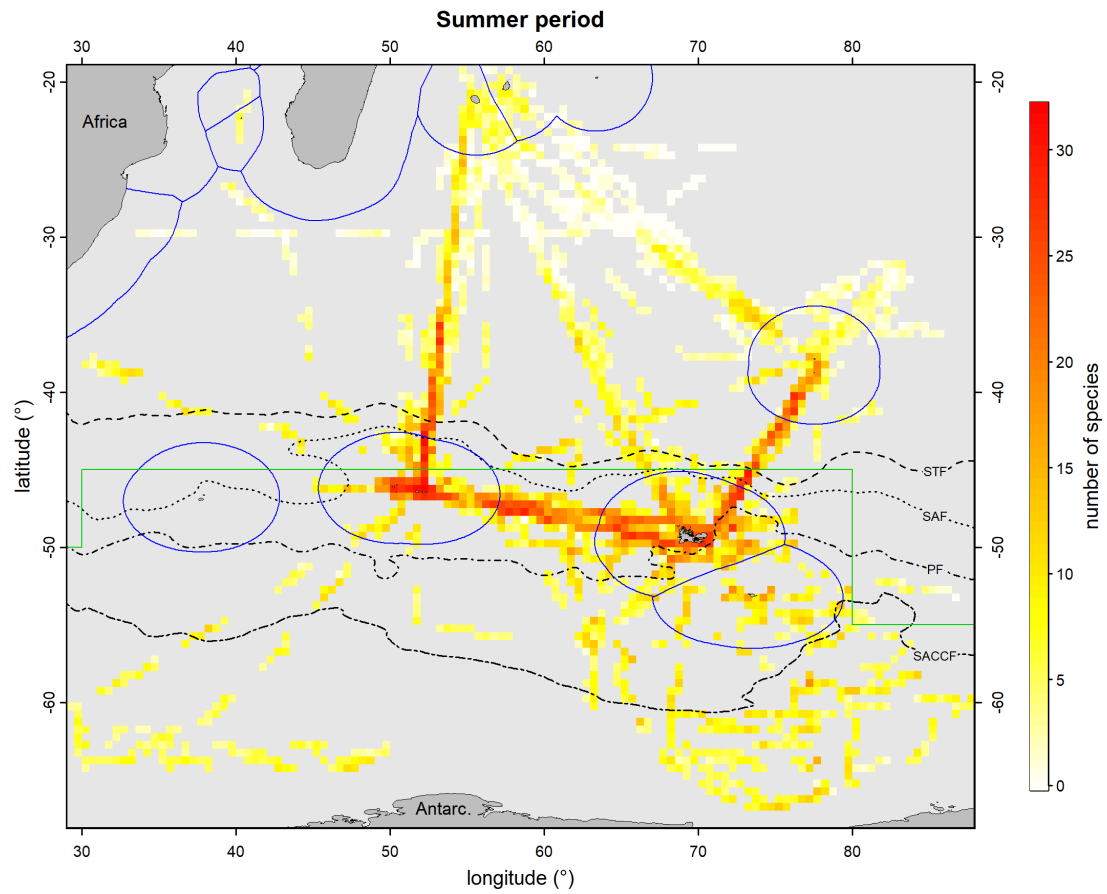 Summer period
30 40 50 60 70 80
-20 -20
30
Africa
25
-30 -30
20
latitude (°)
number of species
-40 -40
15
STF
SAF
-50 -50
10
PF
SACCF
5
-60 -60
0
Antarc.
30 40 50 60 70 80
longitude (°)